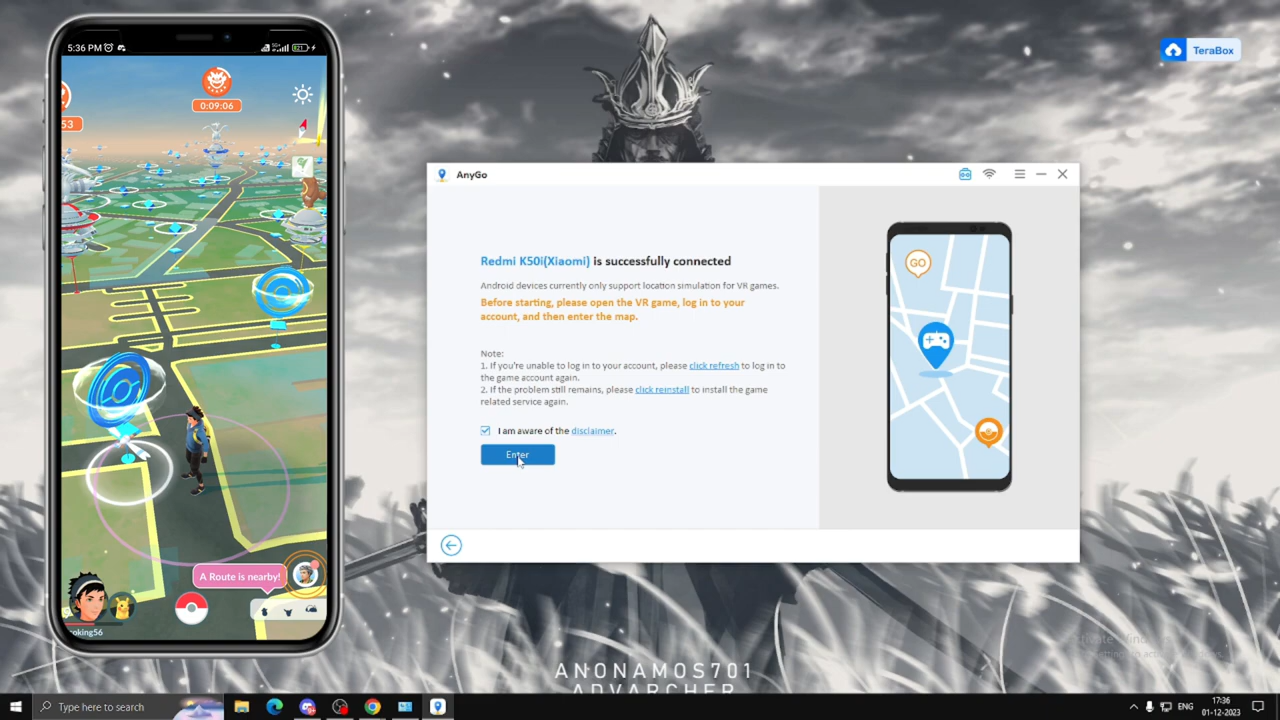 5:36 PM
821
0:09:06
53
A Route is nearby!
oking56
TeraBox
AnyGo
Redmi K50i(Xiaomi) is successfully connected
Android devices currently only support location simulation for VR games.
Before starting, please open the VR game, log in to your
account, and then enter the map.
Note:
1. If you're unable to log in to your account, please click refresh to log in to
the game account again.
2. If the problem still remains, please click reinstall to install the game
related service again.
I am aware of the disclaimer.
Enter
GO
ANONAMOS701
ADVARCHER
Type here to search
ENG
17:36
01-12-2023